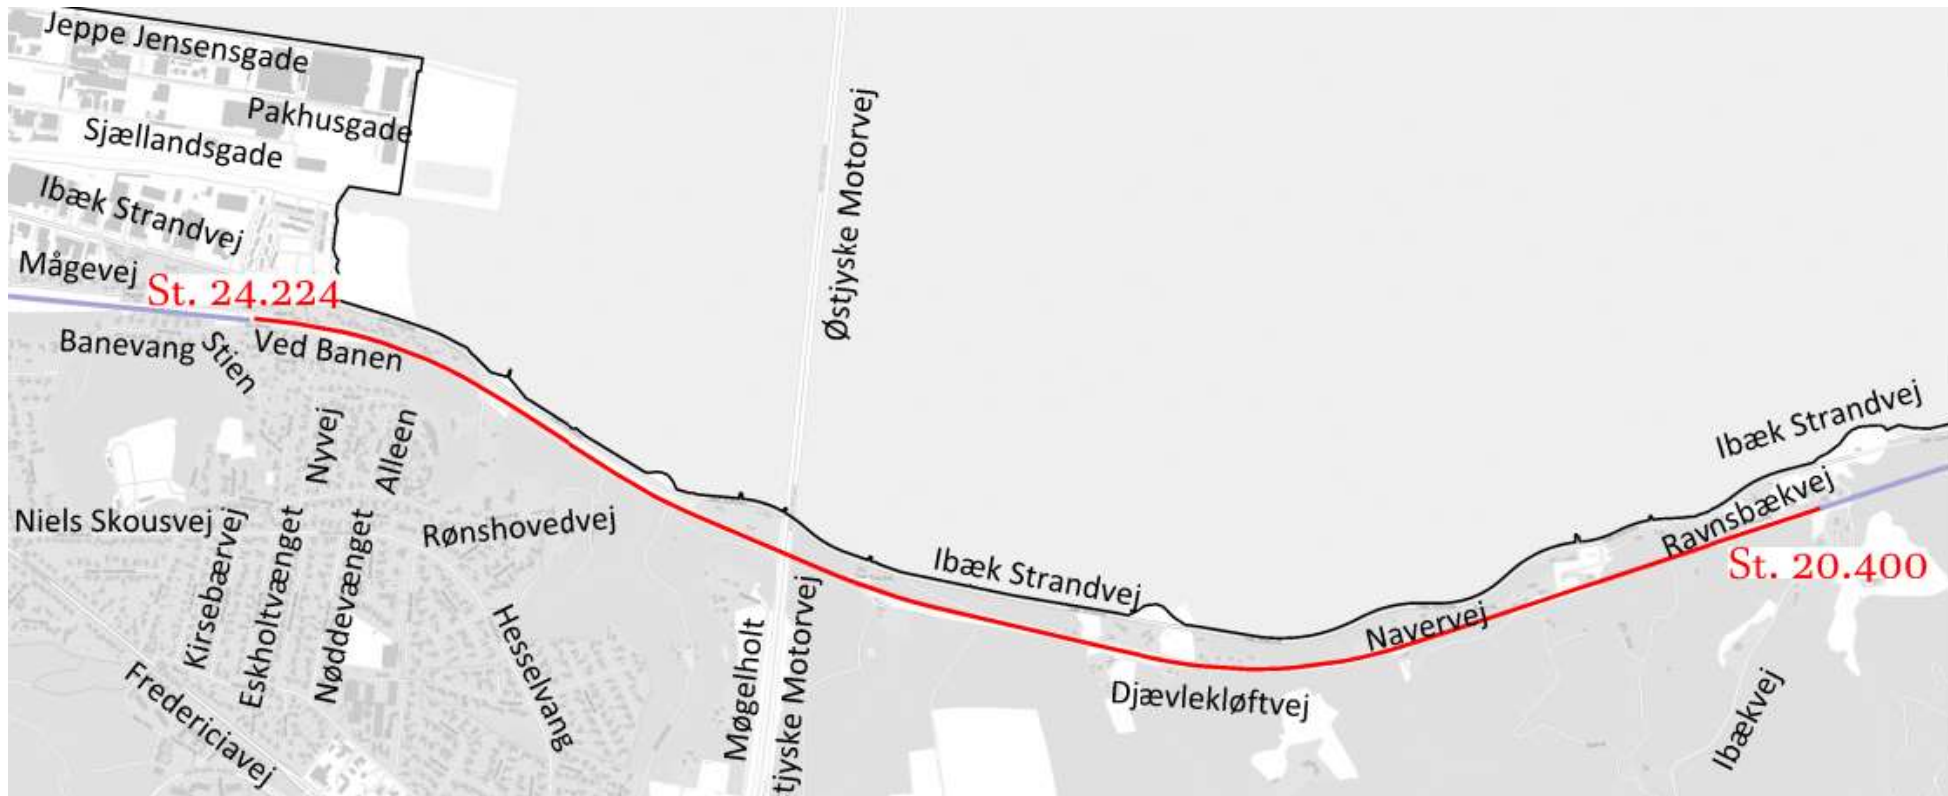 Jeppe Jensensgade
Pakhusgade
Sjællandsgade
Ibæk Strandvej
Mågevej
St. 24.224
Banevang
Stien
Ved Banen
Østjyske Motorvej
Nyvej
Alleen
Niels Skousvej
Kirsebærvej
Eskholtvænget
Nøddevænget
Rønshovedvej
Hesselvang
Fredericiavej
Møgelholt
tjyske Motorvej
Ibæk Strandvej
Djævlekløftvej
Navervej
Ibæk Strandvej
Ravnsbækvej
St. 20.400
Ibækvej